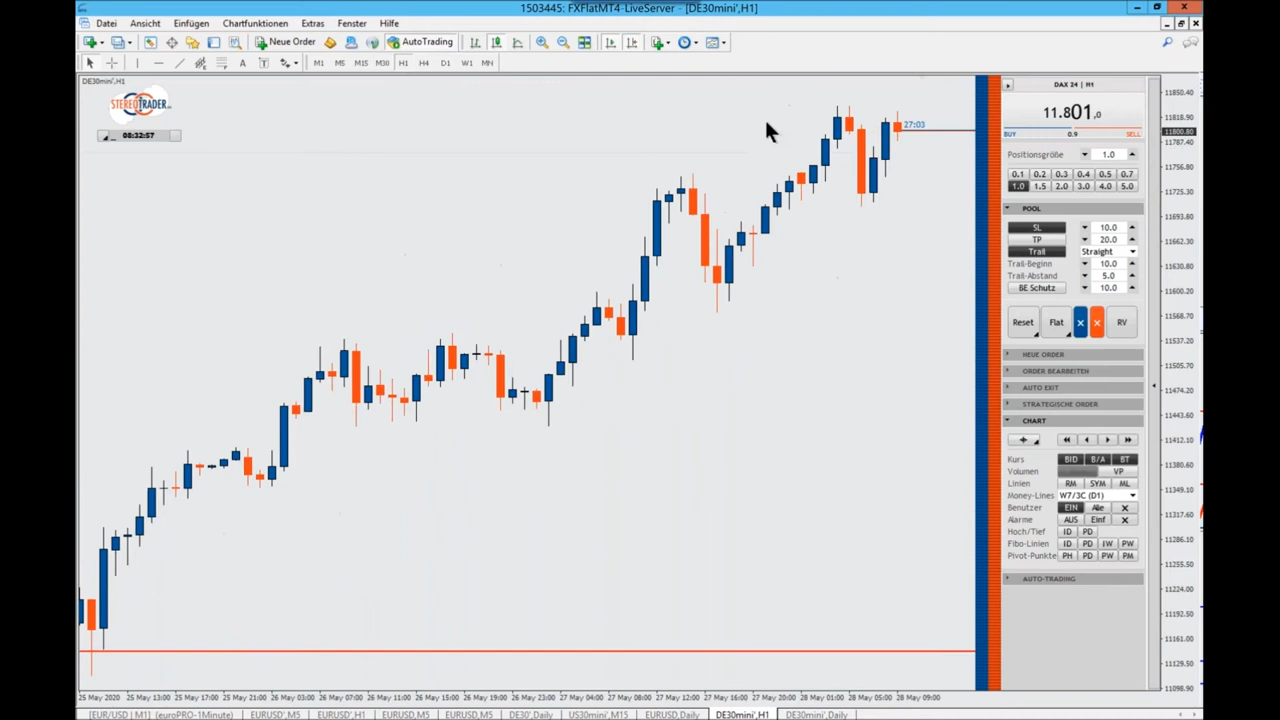 1503445: FXFlatMT4-LiveServer - [DE30mini',H1]
Datei Ansicht Einfügen Chartfunktionen Extras Fenster Hilfe
Neue Order AutoTrading
A T M1 M5 M15 M30 H1 H4 D1 W1 MN
DE30mini',H1
STEREOTRADER
08:32:57
27:03
DAX 24 | H1
11.801,0
BUY 0.9 SELL
Positionsgröße 1.0
0.1 0.2 0.3 0.4 0.5 0.7
1.0 1.5 2.0 3.0 4.0 5.0
POOL
SL 10.0
TP 20.0
Trail Straight
Trail-Beginn 10.0
Trail-Abstand 5.0
BE Schutz 10.0
Reset Flat × × RV
NEUE ORDER
ORDER BEARBEITEN
AUTO EXIT
STRATEGISCHE ORDER
CHART
Kurs BID B/A BT
Volumen VP
Linien RM SYM ML
Money-Lines W7/3C (D1)
Benutzer EIN Alle X
Alarme AUS Einf X
Hoch/Tief ID PD
Fibo-Linien ID PD IW PW
Pivot-Punkte PH PD PW PM
AUTO-TRADING
11850.40
11818.90
11800.80
11787.40
11756.80
11725.30
11693.80
11662.30
11630.80
11600.20
11568.70
11537.20
11505.70
11474.20
11443.60
11412.10
11380.60
11349.10
11317.60
11286.10
11255.50
11224.00
11192.50
11161.00
11129.50
11098.90
25 May 2020 25 May 13:00 25 May 17:00 25 May 21:00 26 May 03:00 26 May 07:00 26 May 11:00 26 May 15:00 26 May 19:00 26 May 23:00 27 May 04:00 27 May 08:00 27 May 12:00 27 May 16:00 27 May 20:00 28 May 01:00 28 May 05:00 28 May 09:00
[EUR/USD | M1] (euroPRO-1Minute) EURUSD',M5 EURUSD',H1 EURUSD,M5 EURUSD,M5 DE30',Daily US30mini',M15 EURUSD,Daily DE30mini',H1 DE30mini',Daily